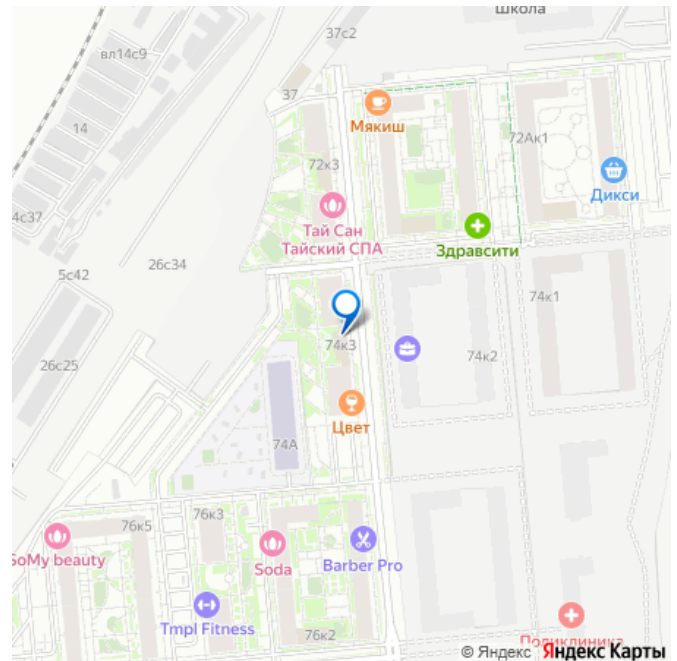 школа
37с2
вл14с9
37
14
Мякиш
72Ак1
72к3
Дикси
4с37
Тай Сан
Тайский СПА
Здравсити
5с42
26с34
74к1
74к3
74к2
26с25
Цвет
74А
76к5
76к3
SoMy beauty
Soda
Barber Pro
Tmpl Fitness
76к2
Поликлиника
© Яндекс Яндекс Карты